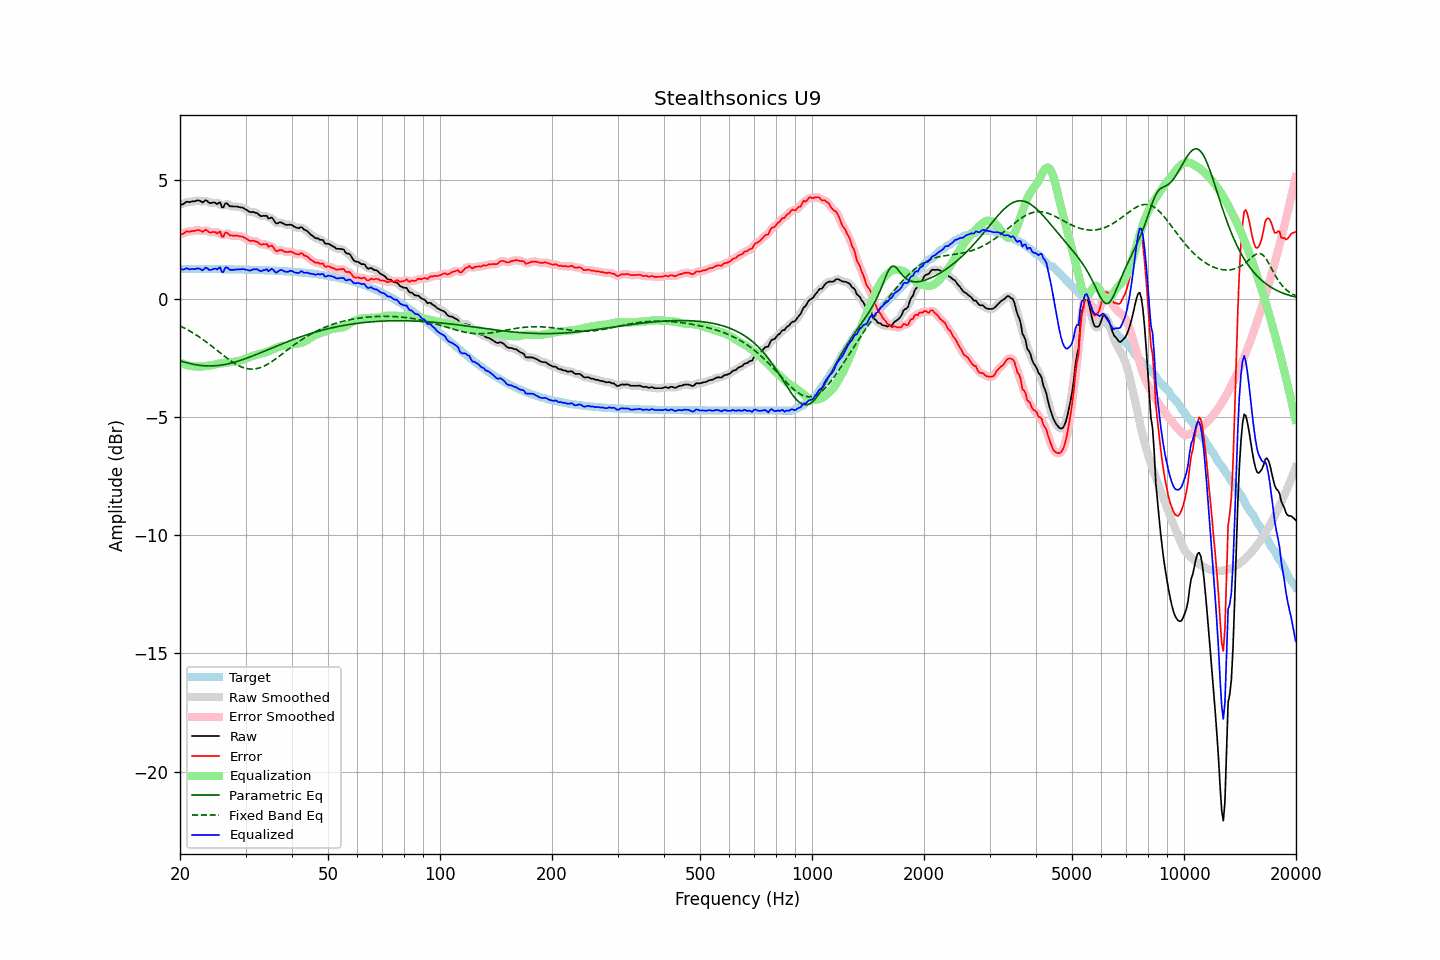 Stealthsonics U9
Amplitude (dBr)
5
0
−5
−10
−15
−20
Target
Raw Smoothed
Error Smoothed
Raw
Error
Equalization
Parametric Eq
Fixed Band Eq
Equalized
20 50 100 200 500 1000 2000 5000 10000 20000
Frequency (Hz)